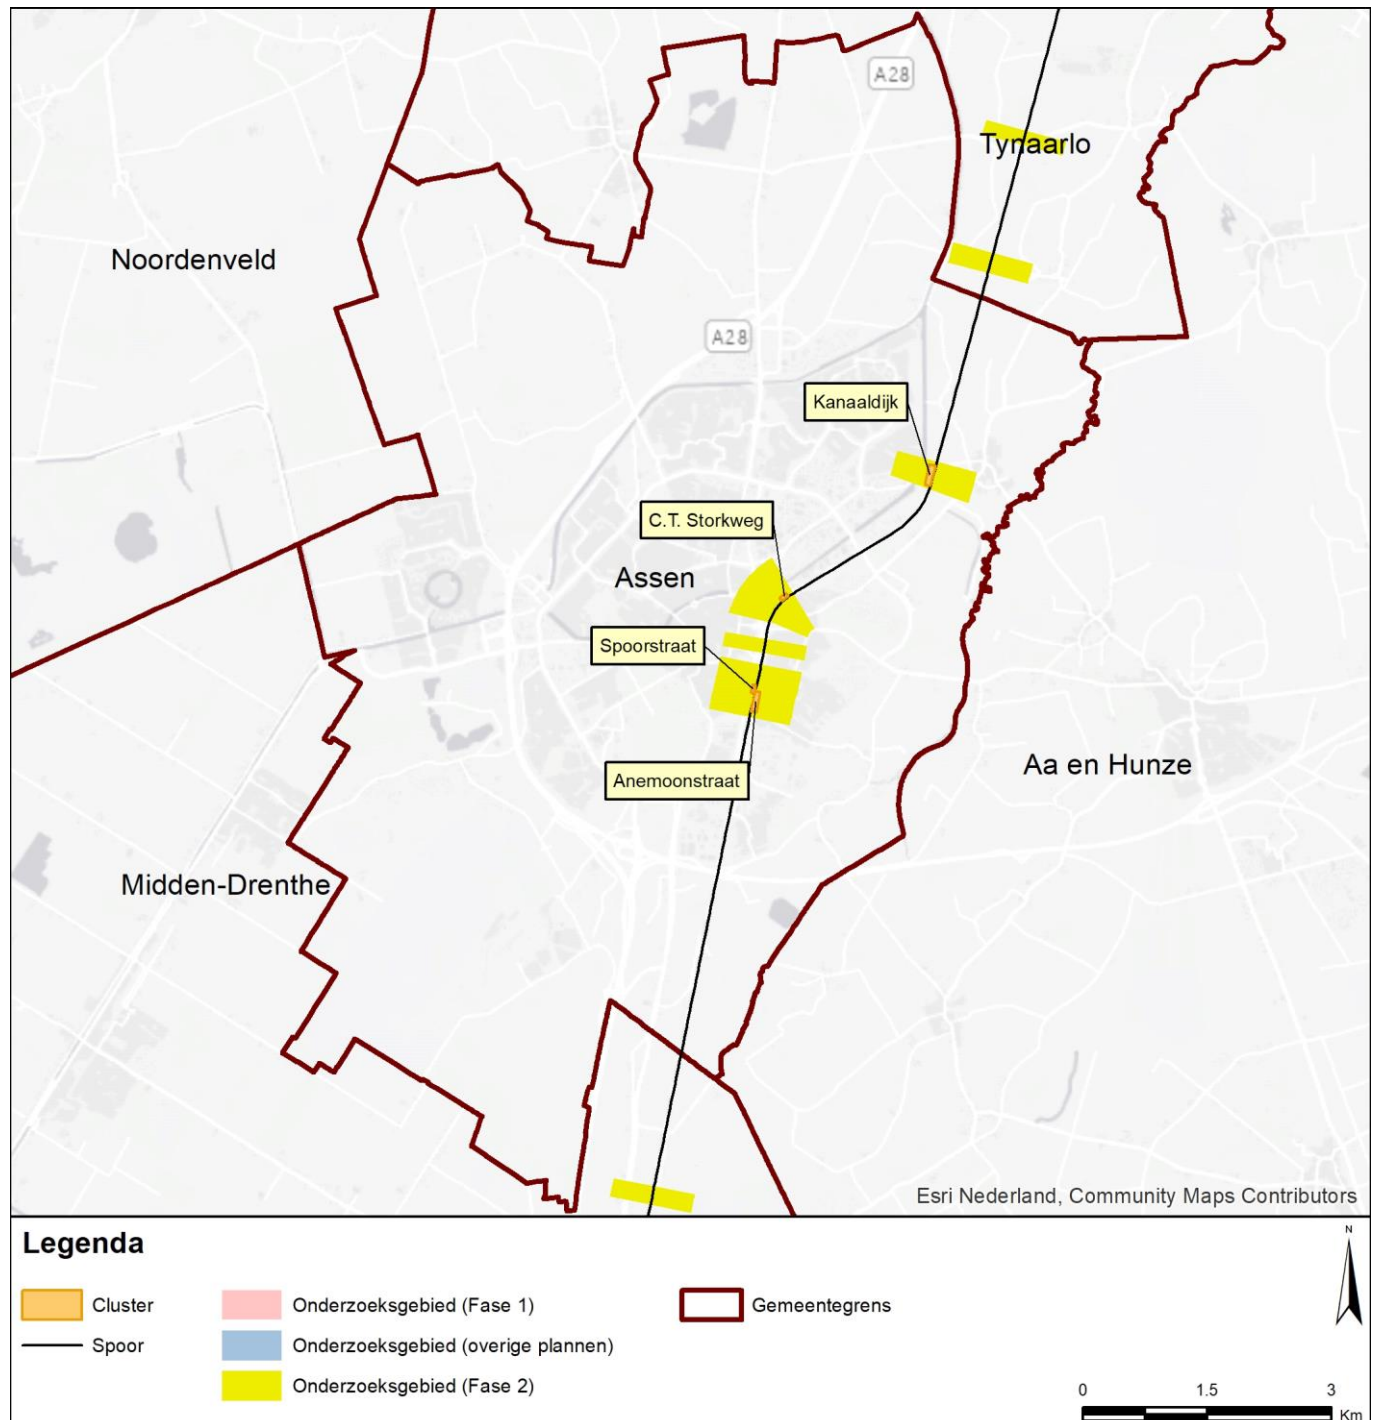 A28
Tynaarlo
Noordenveld
A28
Kanaaldijk
C.T. Storkweg
Assen
Spoorstraat
Aa en Hunze
Anemoonstraat
Midden-Drenthe
Esri Nederland, Community Maps Contributors
Legenda
N
Cluster
Onderzoeksgebied (Fase 1)
Gemeentegrens
Spoor
Onderzoeksgebied (overige plannen)
Onderzoeksgebied (Fase 2)
0 1.5 3
Km